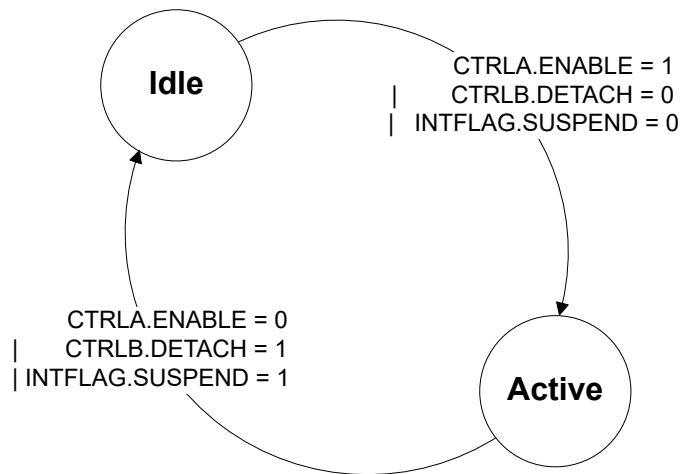 Idle
CTRLA.ENABLE = 1
| CTRLB.DETACH = 0
| INTFLAG.SUSPEND = 0
CTRLA.ENABLE = 0
| CTRLB.DETACH = 1
| INTFLAG.SUSPEND = 1
Active